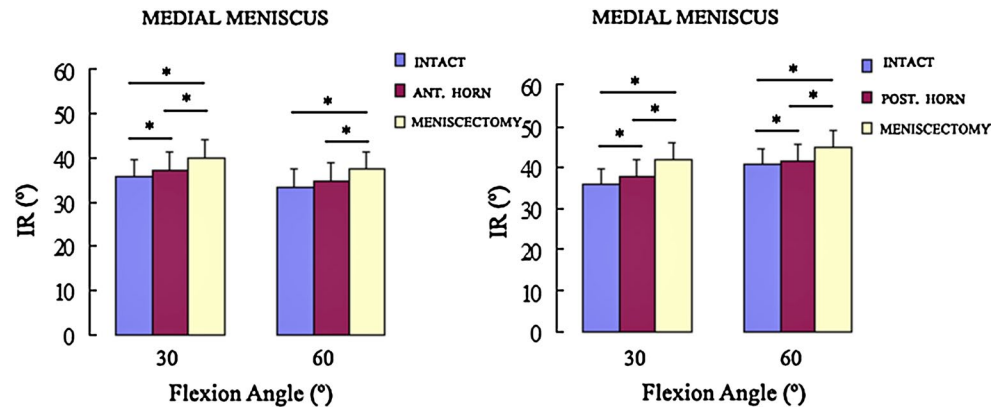 MEDIAL MENISCUS
INTACT
ANT. HORN
MENISCECTOMY
*
*
*
*
*
60
50
40
30
20
10
0
IR (º)
30
60
Flexion Angle (º)
MEDIAL MENISCUS
INTACT
POST. HORN
MENISCECTOMY
*
*
*
*
*
*
60
50
40
30
20
10
0
IR (º)
30
60
Flexion Angle (º)